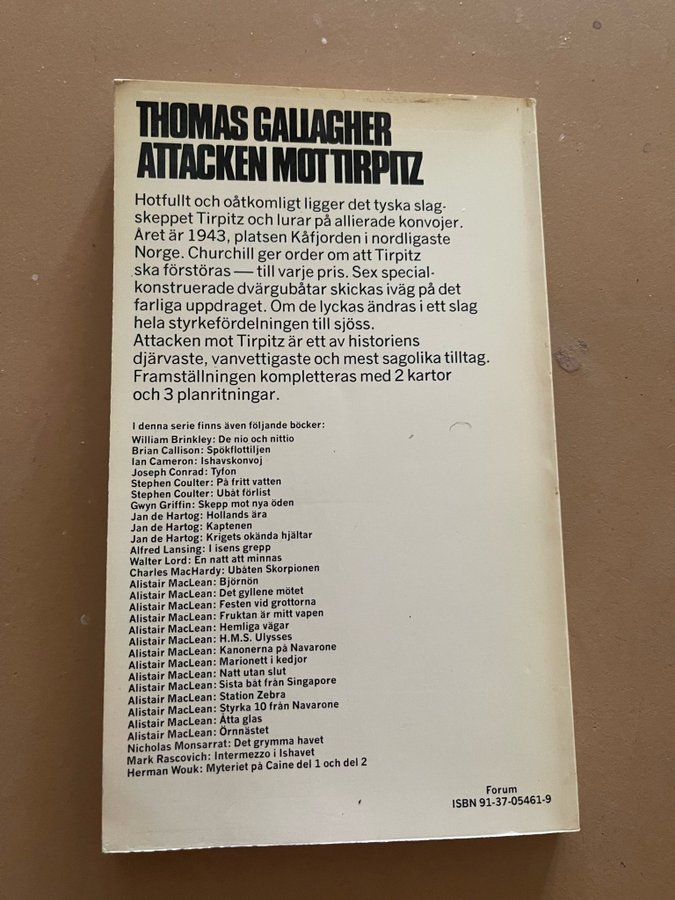 THOMAS GALLAGHER
ATTACKEN MOT TIRPITZ
Hotfullt och oåtkomligt ligger det tyska slag-
skeppet Tirpitz och lurar på allierade konvojer.
Året är 1943, platsen Kåfjorden i nordligaste
Norge. Churchill ger order om att Tirpitz
ska förstöras — till varje pris. Sex special-
konstruerade dvärgubåtar skickas iväg på det
farliga uppdraget. Om de lyckas ändras i ett slag
hela styrkefördelningen till sjöss.
Attacken mot Tirpitz är ett av historiens
djärvaste, vanvettigaste och mest sagolika tilltag.
Framställningen kompletteras med 2 kartor
och 3 planritningar.
I denna serie finns även följande böcker:
William Brinkley: De nio och nittio
Brian Callison: Spökflottiljen
Ian Cameron: Ishavskonvoj
Joseph Conrad: Tyfon
Stephen Coulter: På fritt vatten
Stephen Coulter: Ubåt förlist
Gwyn Griffin: Skepp mot nya öden
Jan de Hartog: Hollands ära
Jan de Hartog: Kaptenen
Jan de Hartog: Krigets okända hjältar
Alfred Lansing: I isens grepp
Walter Lord: En natt att minnas
Charles MacHardy: Ubåten Skorpionen
Alistair MacLean: Björnön
Alistair MacLean: Det gyllene mötet
Alistair MacLean: Festen vid grottorna
Alistair MacLean: Fruktan är mitt vapen
Alistair MacLean: Hemliga vägar
Alistair MacLean: H.M.S. Ulysses
Alistair MacLean: Kanonerna på Navarone
Alistair MacLean: Marionett i kedjor
Alistair MacLean: Natt utan slut
Alistair MacLean: Sista båt från Singapore
Alistair MacLean: Station Zebra
Alistair MacLean: Styrka 10 från Navarone
Alistair MacLean: Åtta glas
Alistair MacLean: Örnnästet
Nicholas Monsarrat: Det grymma havet
Mark Rascovich: Intermezzo i Ishavet
Herman Wouk: Myteriet på Caine del 1 och del 2
Forum
ISBN 91-37-05461-9